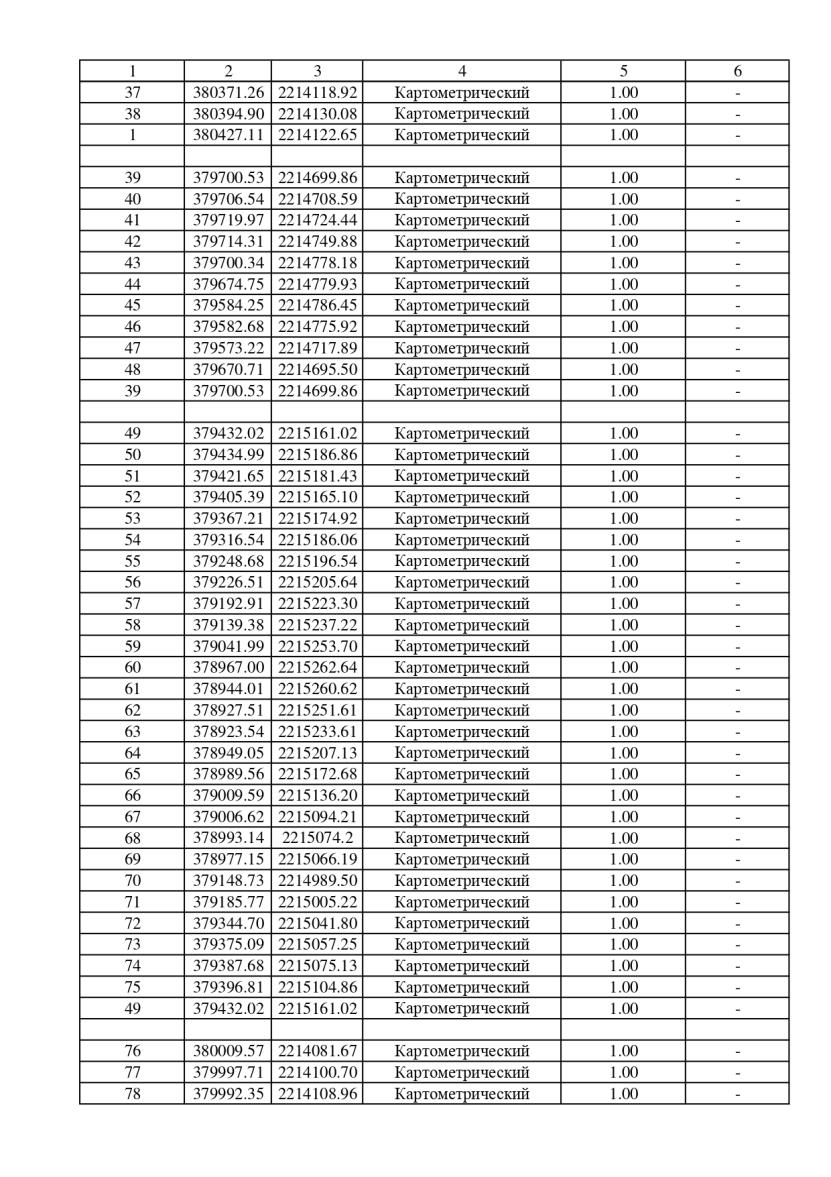 1 2 3 4 5 6
37 380371.26 2214118.92 Картометрический 1.00 -
38 380394.90 2214130.08 Картометрический 1.00 -
1 380427.11 2214122.65 Картометрический 1.00 -
39 379700.53 2214699.86 Картометрический 1.00 -
40 379706.54 2214708.59 Картометрический 1.00 -
41 379719.97 2214724.44 Картометрический 1.00 -
42 379714.31 2214749.88 Картометрический 1.00 -
43 379700.34 2214778.18 Картометрический 1.00 -
44 379674.75 2214779.93 Картометрический 1.00 -
45 379584.25 2214786.45 Картометрический 1.00 -
46 379582.68 2214775.92 Картометрический 1.00 -
47 379573.22 2214717.89 Картометрический 1.00 -
48 379670.71 2214695.50 Картометрический 1.00 -
39 379700.53 2214699.86 Картометрический 1.00 -
49 379432.02 2215161.02 Картометрический 1.00 -
50 379434.99 2215186.86 Картометрический 1.00 -
51 379421.65 2215181.43 Картометрический 1.00 -
52 379405.39 2215165.10 Картометрический 1.00 -
53 379367.21 2215174.92 Картометрический 1.00 -
54 379316.54 2215186.06 Картометрический 1.00 -
55 379248.68 2215196.54 Картометрический 1.00 -
56 379226.51 2215205.64 Картометрический 1.00 -
57 379192.91 2215223.30 Картометрический 1.00 -
58 379139.38 2215237.22 Картометрический 1.00 -
59 379041.99 2215253.70 Картометрический 1.00 -
60 378967.00 2215262.64 Картометрический 1.00 -
61 378944.01 2215260.62 Картометрический 1.00 -
62 378927.51 2215251.61 Картометрический 1.00 -
63 378923.54 2215233.61 Картометрический 1.00 -
64 378949.05 2215207.13 Картометрический 1.00 -
65 378989.56 2215172.68 Картометрический 1.00 -
66 379009.59 2215136.20 Картометрический 1.00 -
67 379006.62 2215094.21 Картометрический 1.00 -
68 378993.14 2215074.2 Картометрический 1.00 -
69 378977.15 2215066.19 Картометрический 1.00 -
70 379148.73 2214989.50 Картометрический 1.00 -
71 379185.77 2215005.22 Картометрический 1.00 -
72 379344.70 2215041.80 Картометрический 1.00 -
73 379375.09 2215057.25 Картометрический 1.00 -
74 379387.68 2215075.13 Картометрический 1.00 -
75 379396.81 2215104.86 Картометрический 1.00 -
49 379432.02 2215161.02 Картометрический 1.00 -
76 380009.57 2214081.67 Картометрический 1.00 -
77 379997.71 2214100.70 Картометрический 1.00 -
78 379992.35 2214108.96 Картометрический 1.00 -